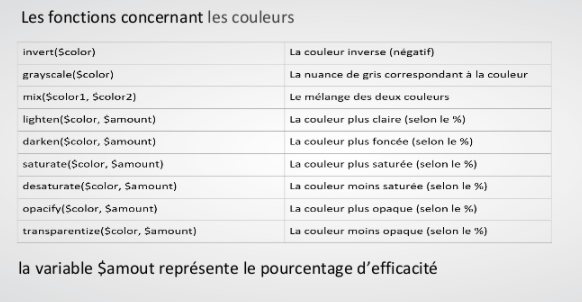 Les fonctions concernant les couleurs
invert($color) La couleur inverse (négatif)
grayscale($color) La nuance de gris correspondant à la couleur
mix($color1, $color2) Le mélange des deux couleurs
lighten($color, $amount) La couleur plus claire (selon le %)
darken($color, $amount) La couleur plus foncée (selon le %)
saturate($color, $amount) La couleur plus saturée (selon le %)
desaturate($color, $amount) La couleur moins saturée (selon le %)
opacify($color, $amount) La couleur plus opaque (selon le %)
transparentize($color, $amount) La couleur moins opaque (selon le %)
la variable $amout représente le pourcentage d’efficacité